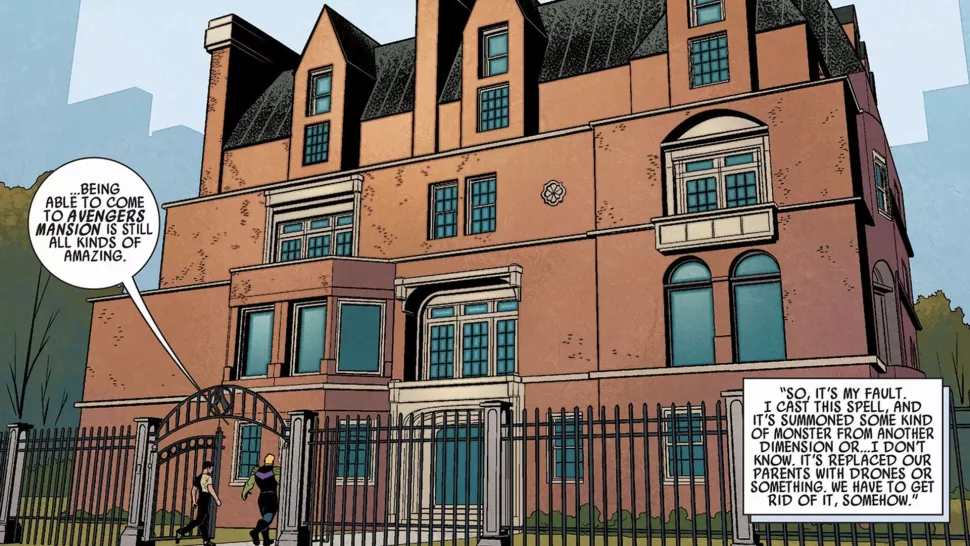 ...BEING
ABLE TO COME
TO AVENGERS
MANSION IS STILL
ALL KINDS OF
AMAZING.
"SO, IT'S MY FAULT.
I CAST THIS SPELL, AND
IT'S SUMMONED SOME KIND
OF MONSTER FROM ANOTHER
DIMENSION OR...I DON'T
KNOW. IT'S REPLACED OUR
PARENTS WITH DRONES OR
SOMETHING. WE HAVE TO GET
RID OF IT, SOMEHOW."